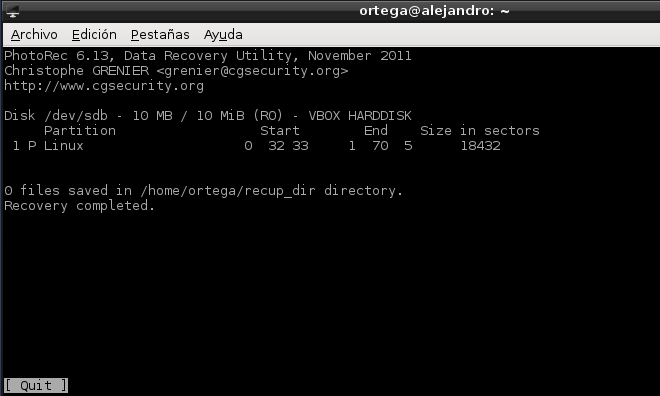 ortega@alejandro: ~
Archivo Edición Pestañas Ayuda
PhotoRec 6.13, Data Recovery Utility, November 2011
Christophe GRENIER <grenier@cgsecurity.org>
http://www.cgsecurity.org
Disk /dev/sdb - 10 MB / 10 MiB (RO) - VBOX HARDDISK
Partition Start End Size in sectors
1 P Linux 0 32 33 1 70 5 18432
0 files saved in /home/ortega/recup_dir directory.
Recovery completed.
[ Quit ]